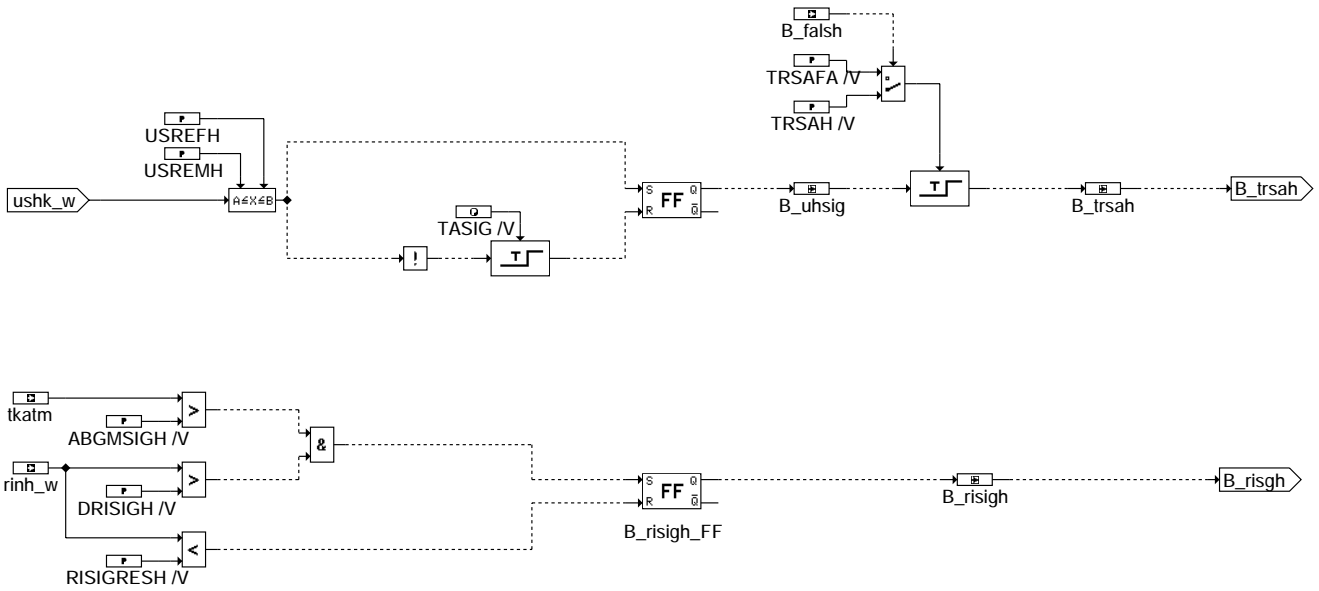 B_falsh
P
TRSAFA /V
P
TRSAH /V
P
USREFH
P
USREMH
ushk_w
A≤X≤B
S Q
FF
R Q̅
B_uhsig
T
B_trsah
B_trsah
TASIG /V
!
T
tkatm
P
ABGMSIGH /V
>
&
rinh_w
P
DRISIGH /V
>
S Q
FF
R Q̅
B_risigh_FF
B_risigh
B_risgh
P
RISIGRESH /V
<